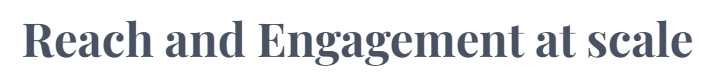 Reach and Engagement at scale